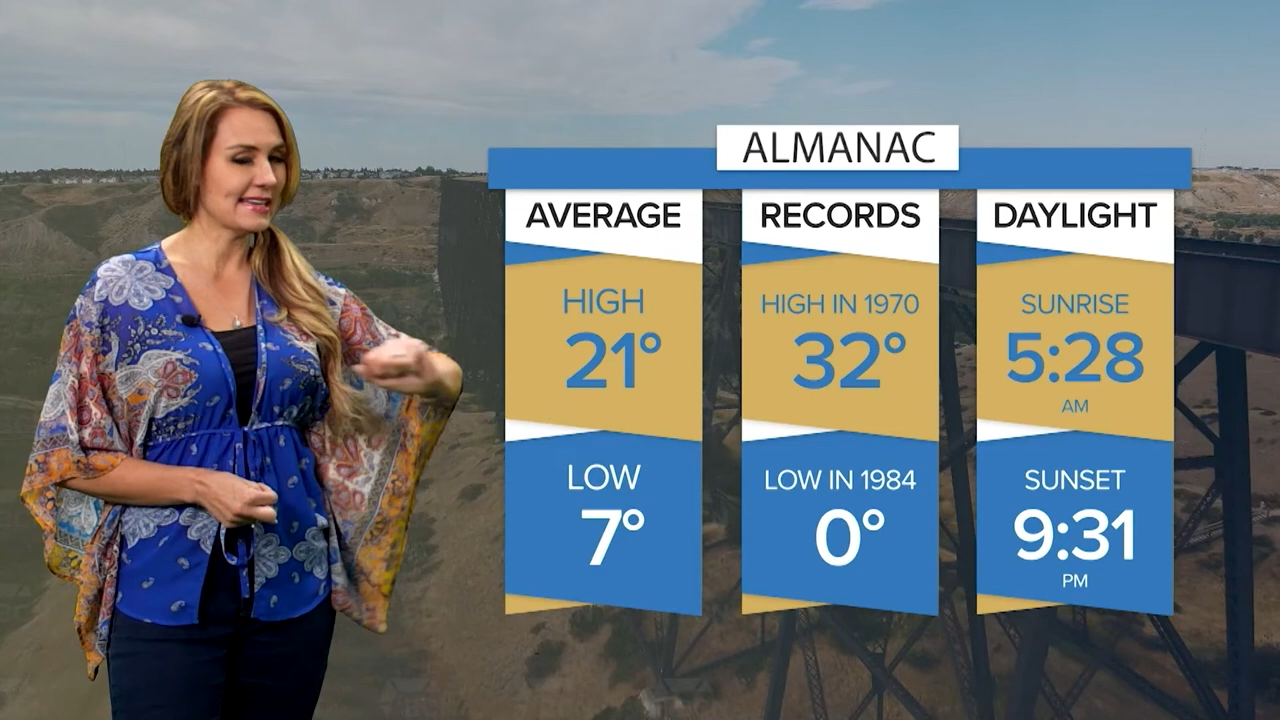 ALMANAC
AVERAGE
HIGH
21°
LOW
7°
RECORDS
HIGH IN 1970
32°
LOW IN 1984
0°
DAYLIGHT
SUNRISE
5:28
AM
SUNSET
9:31
PM